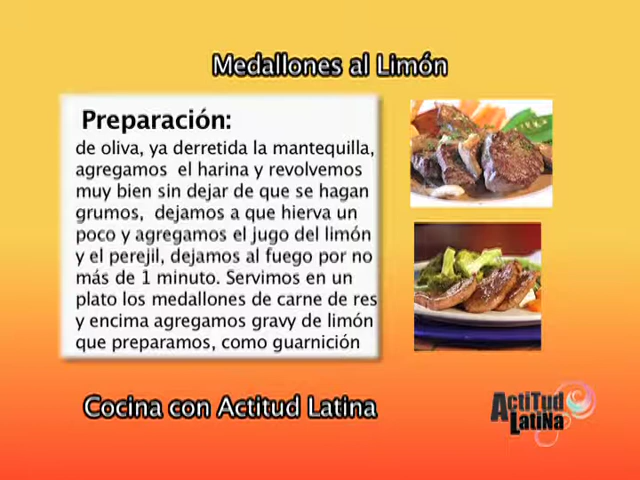 Medallones al Limón
Preparación:
de oliva, ya derretida la mantequilla,
agregamos el harina y revolvemos
muy bien sin dejar de que se hagan
grumos, dejamos a que hierva un
poco y agregamos el jugo del limón
y el perejil, dejamos al fuego por no
más de 1 minuto. Servimos en un
plato los medallones de carne de res
y encima agregamos gravy de limón
que preparamos, como guarnición
Cocina con Actitud Latina
ActiTud
LatiNa